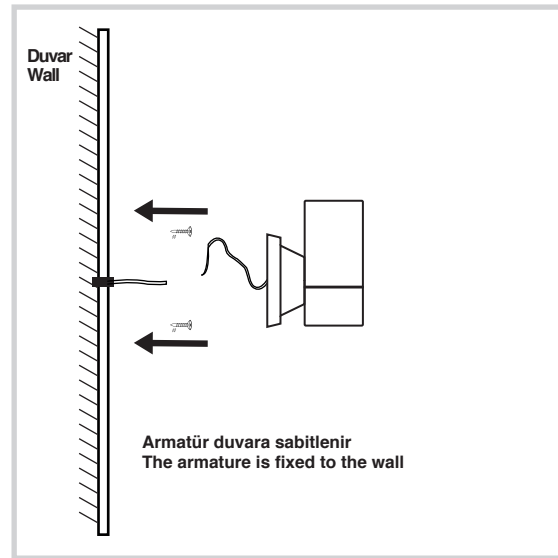 Duvar
Wall
Armatür duvara sabitlenir
The armature is fixed to the wall